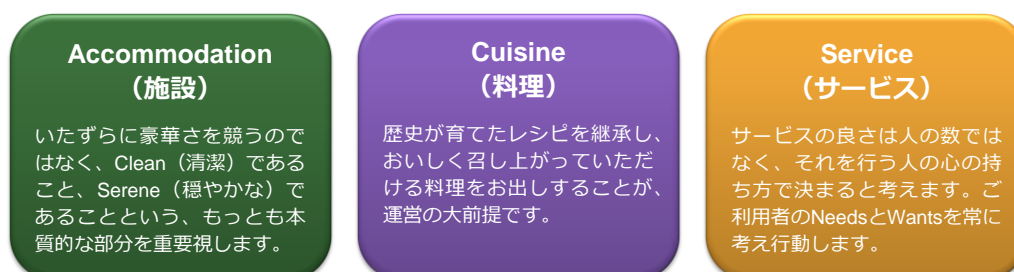 Accommodation
（施設）
いたずらに豪華さを競うので
はなく、Clean（清潔）である
こと、Serene（穏やかな）で
あることという、もっとも本
質的な部分を重要視します。
Cuisine
（料理）
歴史が育てたレシピを継承し、
おいしく召し上がっていただ
ける料理をお出しすることが、
運営の大前提です。
Service
（サービス）
サービスの良さは人の数では
なく、それを行う人の心の持
ち方で決まると考えます。ご
利用者のNeedsとWantsを常に
考え行動します。